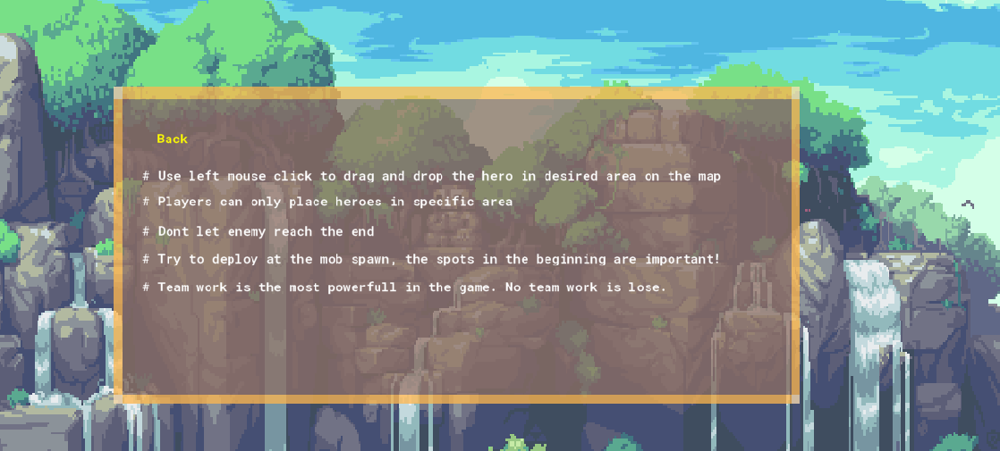 Back
# Use left mouse click to drag and drop the hero in desired area on the map
# Players can only place heroes in specific area
# Dont let enemy reach the end
# Try to deploy at the mob spawn, the spots in the beginning are important!
# Team work is the most powerfull in the game. No team work is lose.